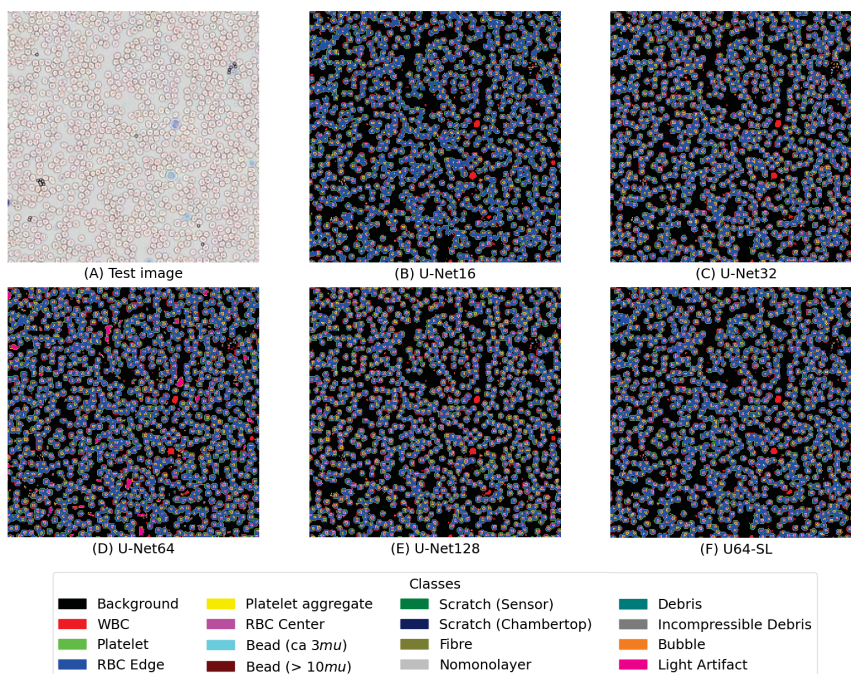 (A) Test image
(B) U-Net16
(C) U-Net32
(D) U-Net64
(E) U-Net128
(F) U64-SL
Classes
Background
WBC
Platelet
RBC Edge
Platelet aggregate
RBC Center
Bead (ca 3mu)
Bead (> 10mu)
Scratch (Sensor)
Scratch (Chambertop)
Fibre
Nomonolayer
Debris
Incompressible Debris
Bubble
Light Artifact